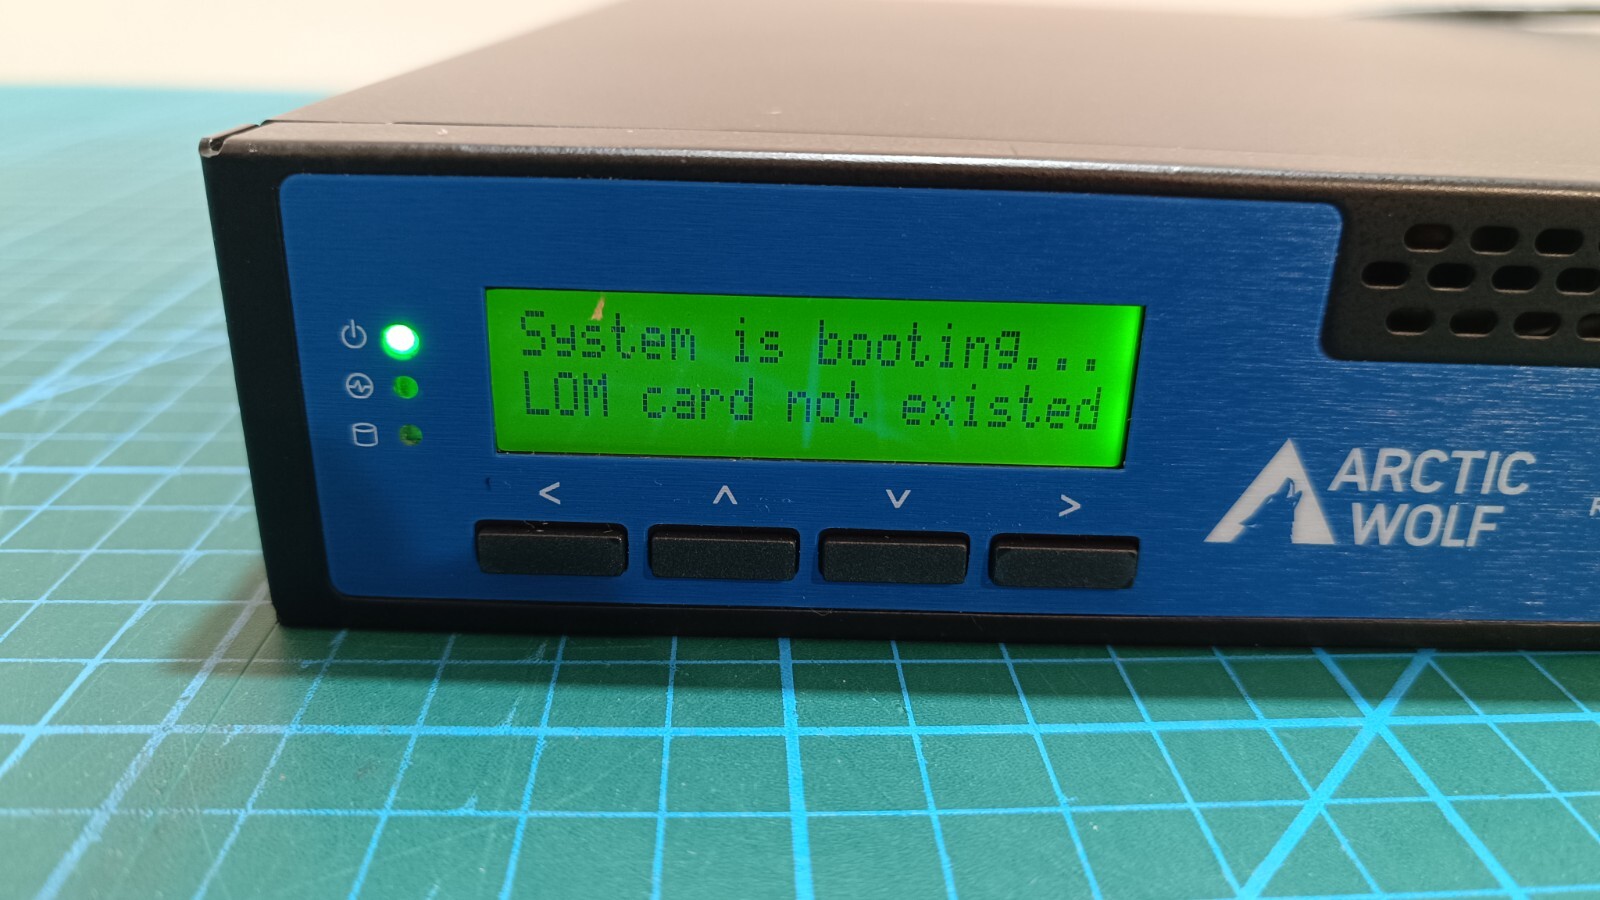 System is booting...
LOM card not existed
< ^ v >
ARCTIC
WOLF
R